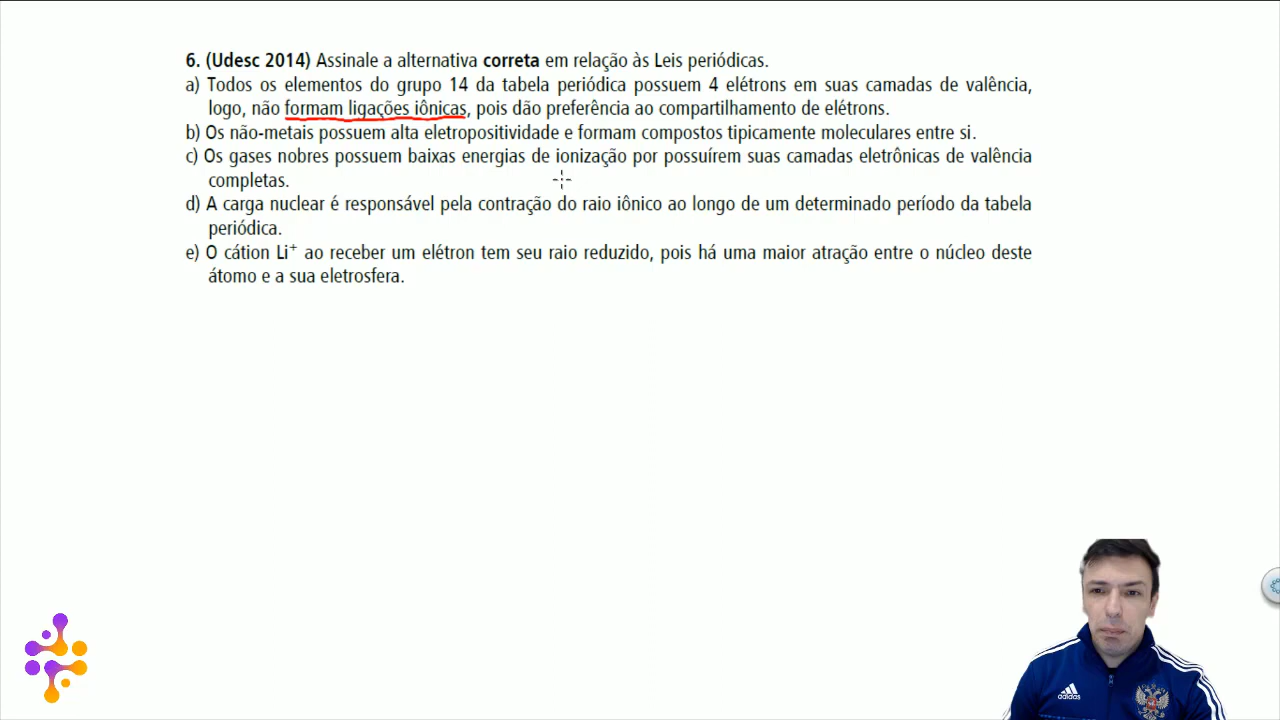 6. (Udesc 2014) Assinale a alternativa correta em relação às Leis periódicas.
a) Todos os elementos do grupo 14 da tabela periódica possuem 4 elétrons em suas camadas de valência,
logo, não formam ligações iônicas, pois dão preferência ao compartilhamento de elétrons.
b) Os não-metais possuem alta eletropositividade e formam compostos tipicamente moleculares entre si.
c) Os gases nobres possuem baixas energias de ionização por possuírem suas camadas eletrônicas de valência
completas.
d) A carga nuclear é responsável pela contração do raio iônico ao longo de um determinado período da tabela
periódica.
e) O cátion Li⁺ ao receber um elétron tem seu raio reduzido, pois há uma maior atração entre o núcleo deste
átomo e a sua eletrosfera.
adidas